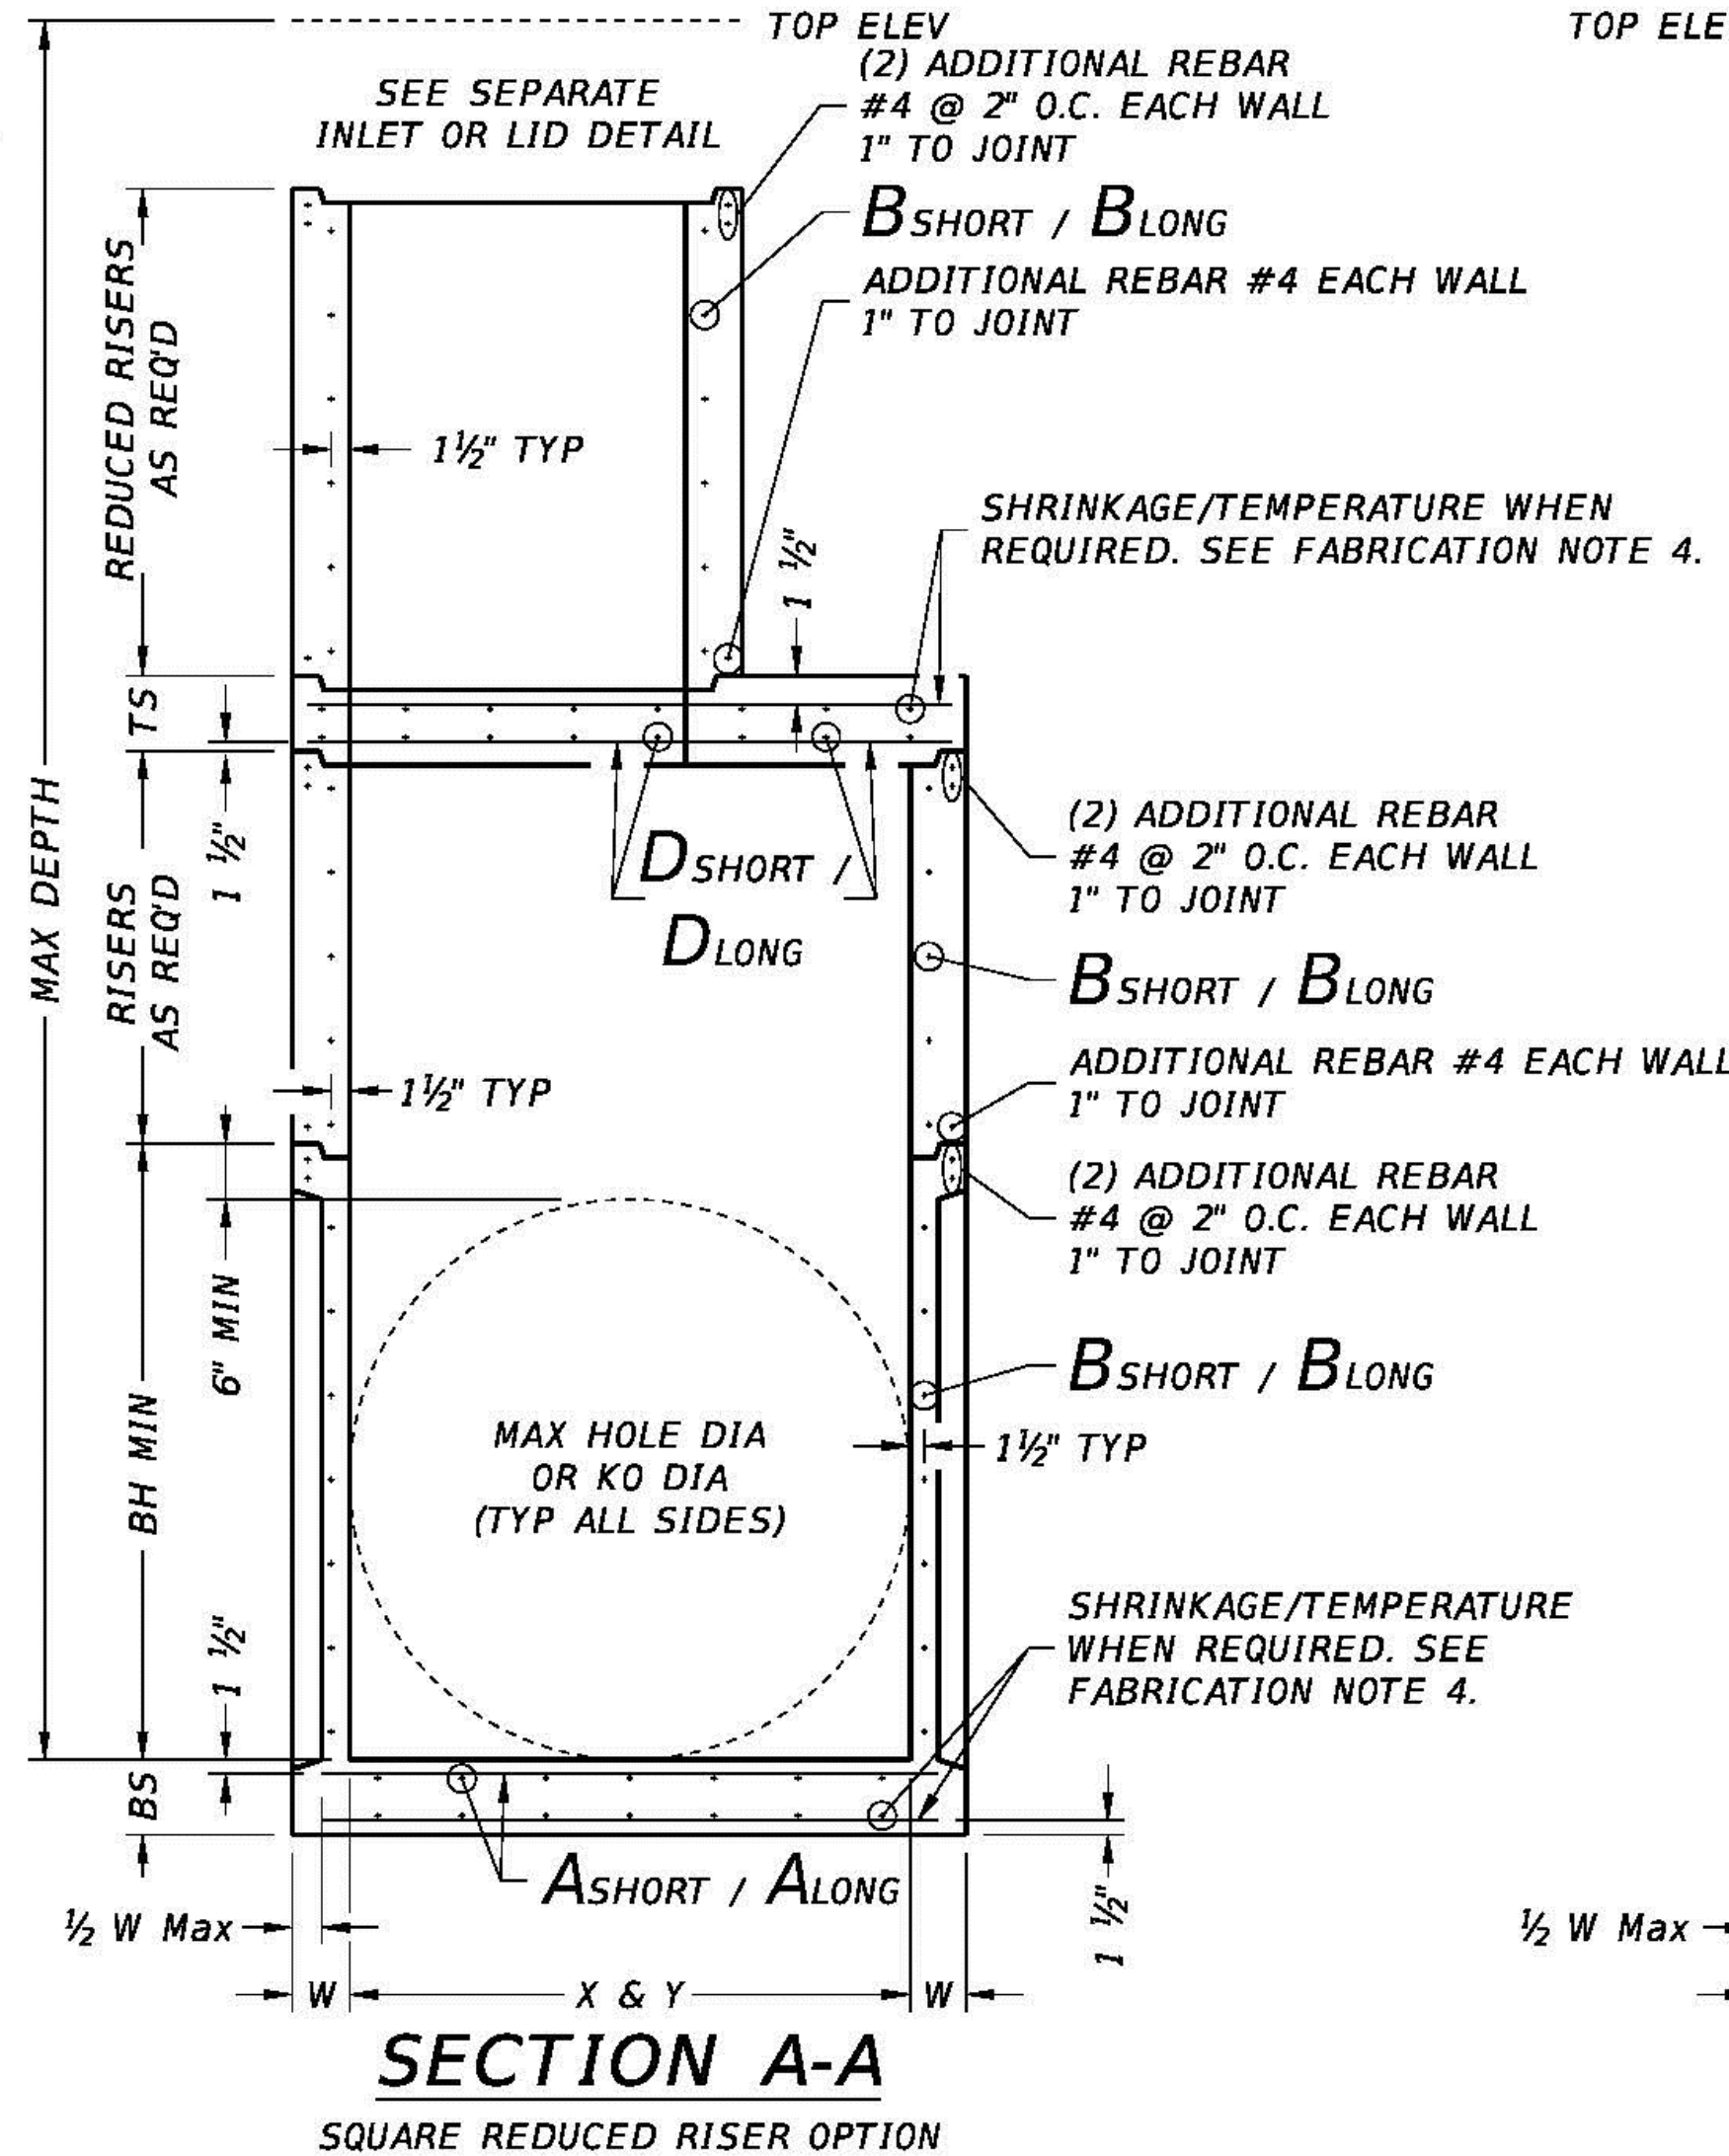 TOP ELEV
TOP ELE
(2) ADDITIONAL REBAR
#4 @ 2" O.C. EACH WALL
1" TO JOINT
SEE SEPARATE
INLET OR LID DETAIL
BSHORT / BLONG
ADDITIONAL REBAR #4 EACH WALL
1" TO JOINT
REDUCED RISERS
AS REQ'D
1½" TYP
1 ½"
SHRINKAGE/TEMPERATURE WHEN
REQUIRED. SEE FABRICATION NOTE 4.
TS
1 ½"
MAX DEPTH
RISERS
AS REQ'D
DSHORT /
DLONG
(2) ADDITIONAL REBAR
#4 @ 2" O.C. EACH WALL
1" TO JOINT
BSHORT / BLONG
ADDITIONAL REBAR #4 EACH WALL
1" TO JOINT
1½" TYP
(2) ADDITIONAL REBAR
#4 @ 2" O.C. EACH WALL
1" TO JOINT
6" MIN
BH MIN
BSHORT / BLONG
1½" TYP
MAX HOLE DIA
OR KO DIA
(TYP ALL SIDES)
1 ½"
SHRINKAGE/TEMPERATURE
WHEN REQUIRED. SEE
FABRICATION NOTE 4.
BS
ASHORT / ALONG
1 ½"
½ W Max
½ W Max
W
X & Y
W
SECTION A-A
SQUARE REDUCED RISER OPTION